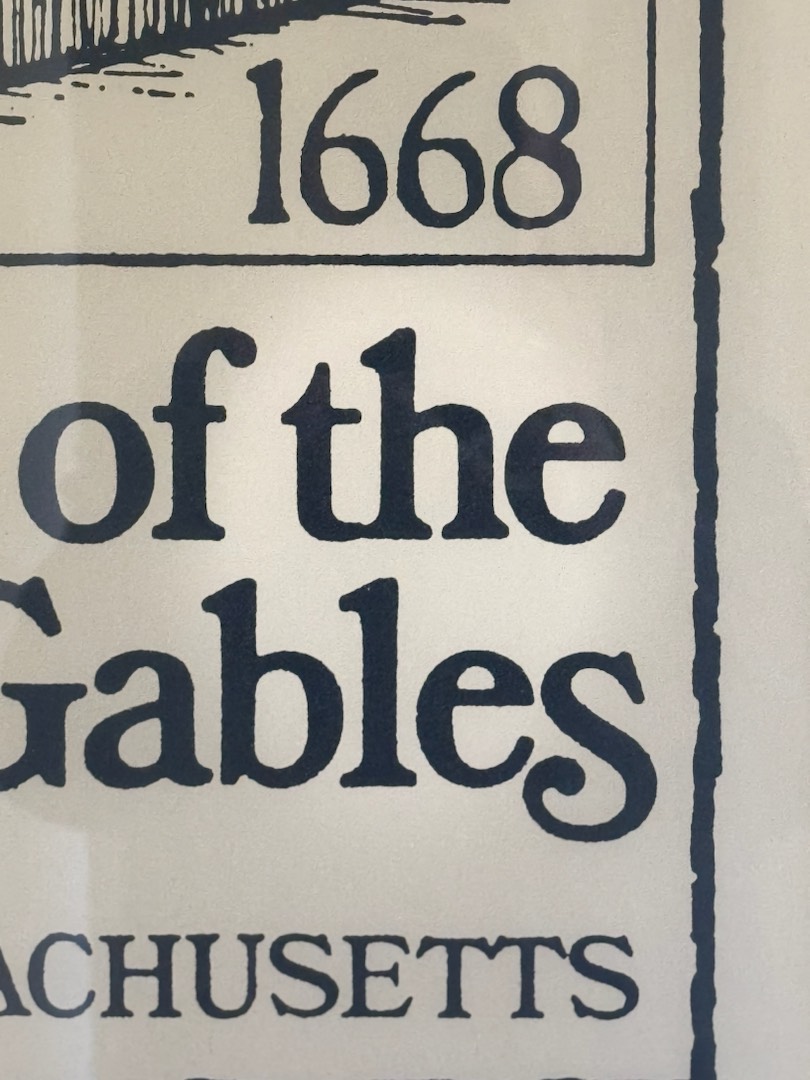 1668
of the
Gables
ACHUSETTS